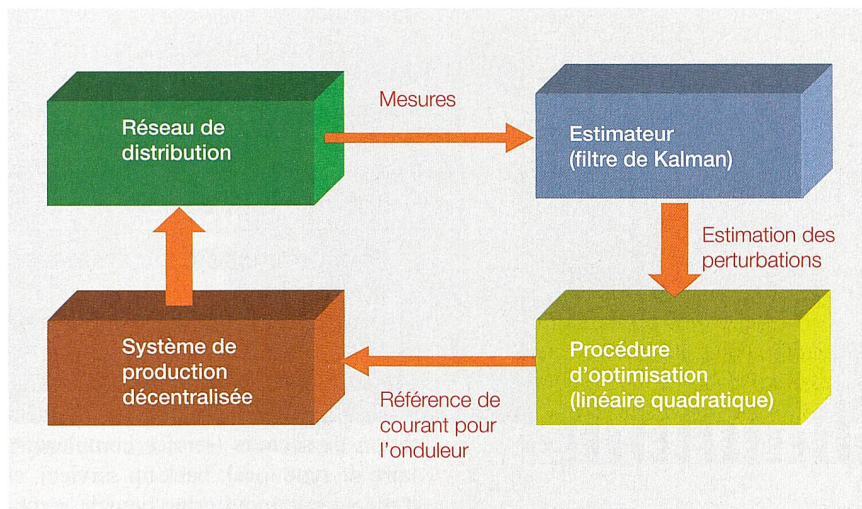 Réseau de
distribution
Mesures
Estimateur
(filtre de Kalman)
Estimation des
perturbations
Procédure
d'optimisation
(linéaire quadratique)
Référence de
courant pour
l'onduleur
Système de
production
décentralisée